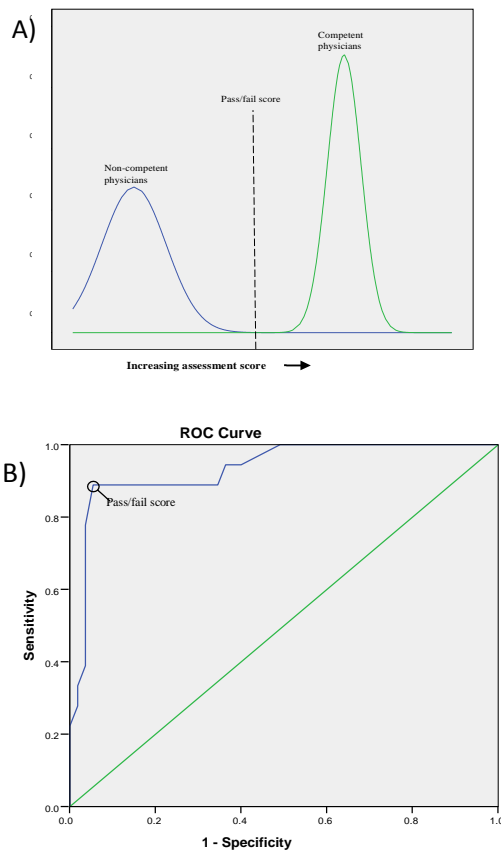 A)
Competent
physicians
Pass/fail score
Non-competent
physicians
Increasing assessment score
B)
ROC Curve
1.0
0.8
0.6
0.4
0.2
0.0
Pass/fail score
Sensitivity
0.0 0.2 0.4 0.6 0.8 1.0
1 - Specificity